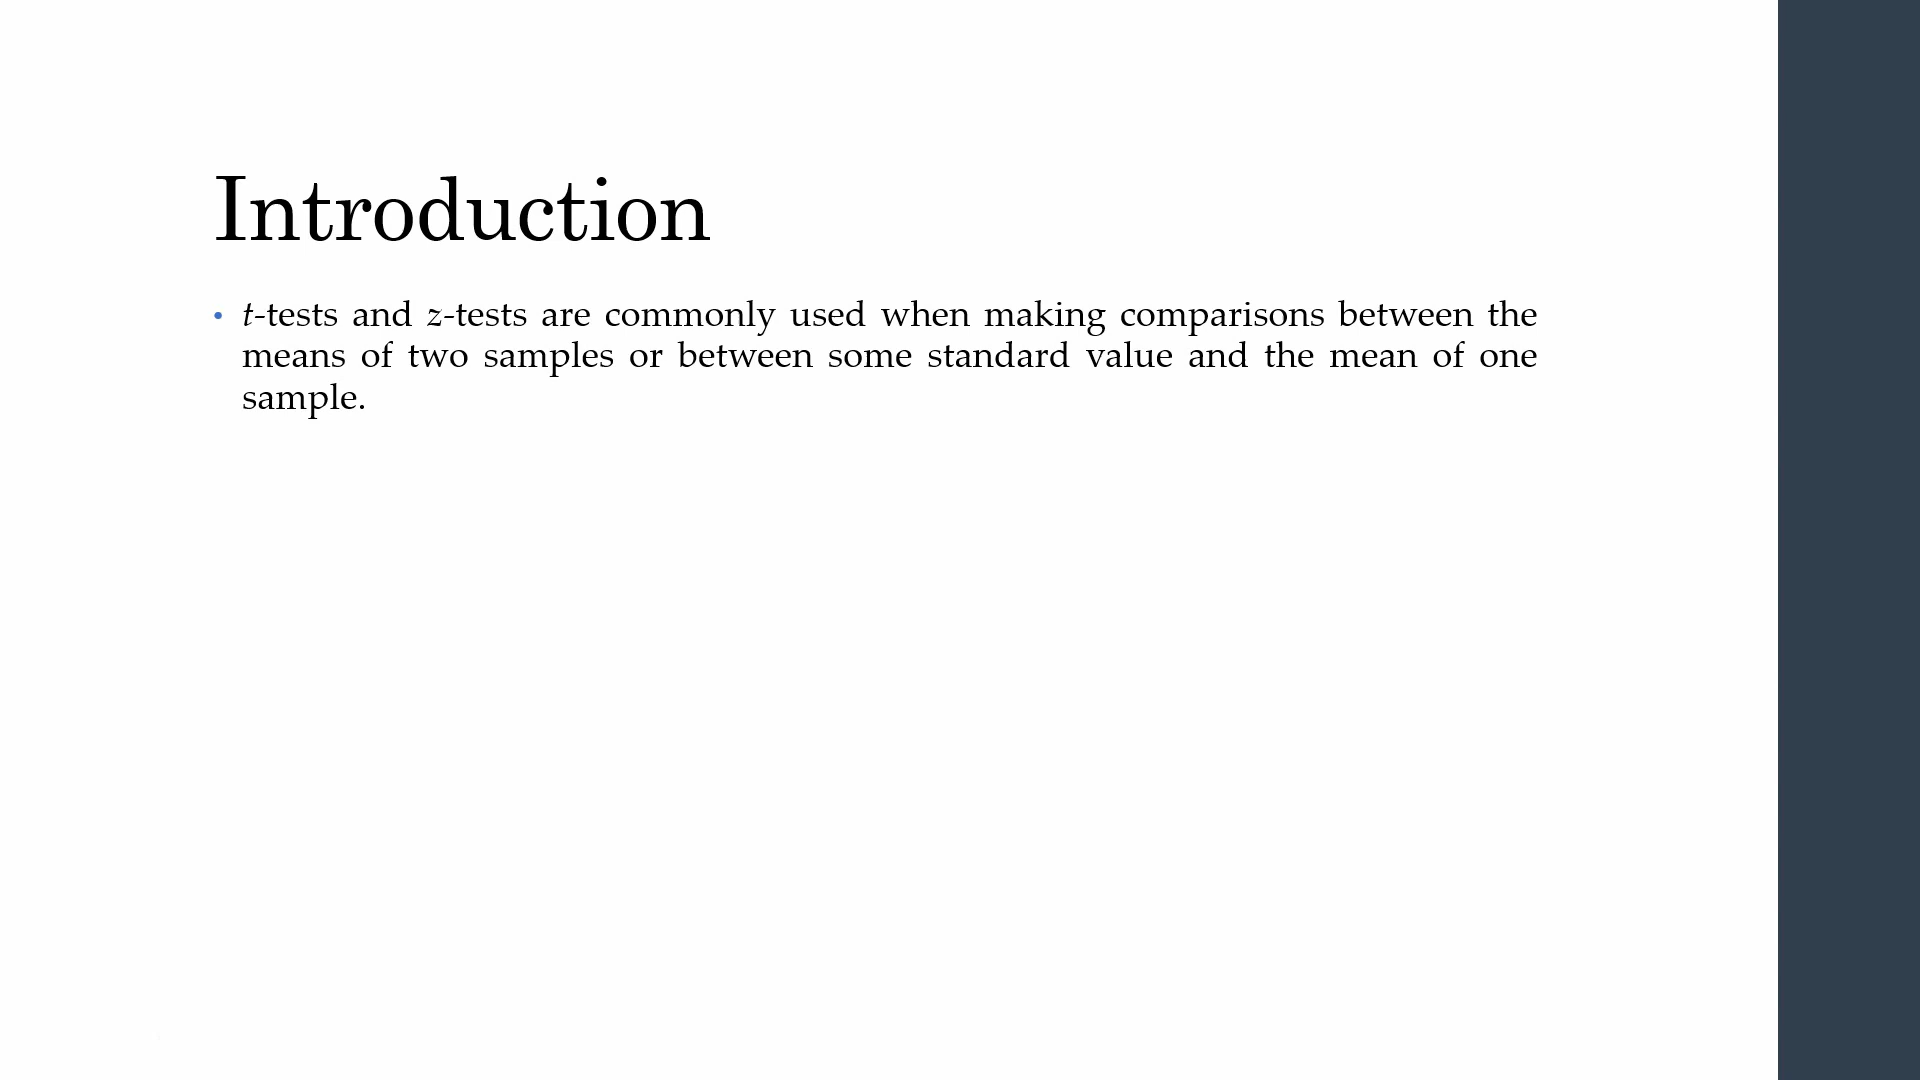 Introduction
• t-tests and z-tests are commonly used when making comparisons between the
means of two samples or between some standard value and the mean of one
sample.